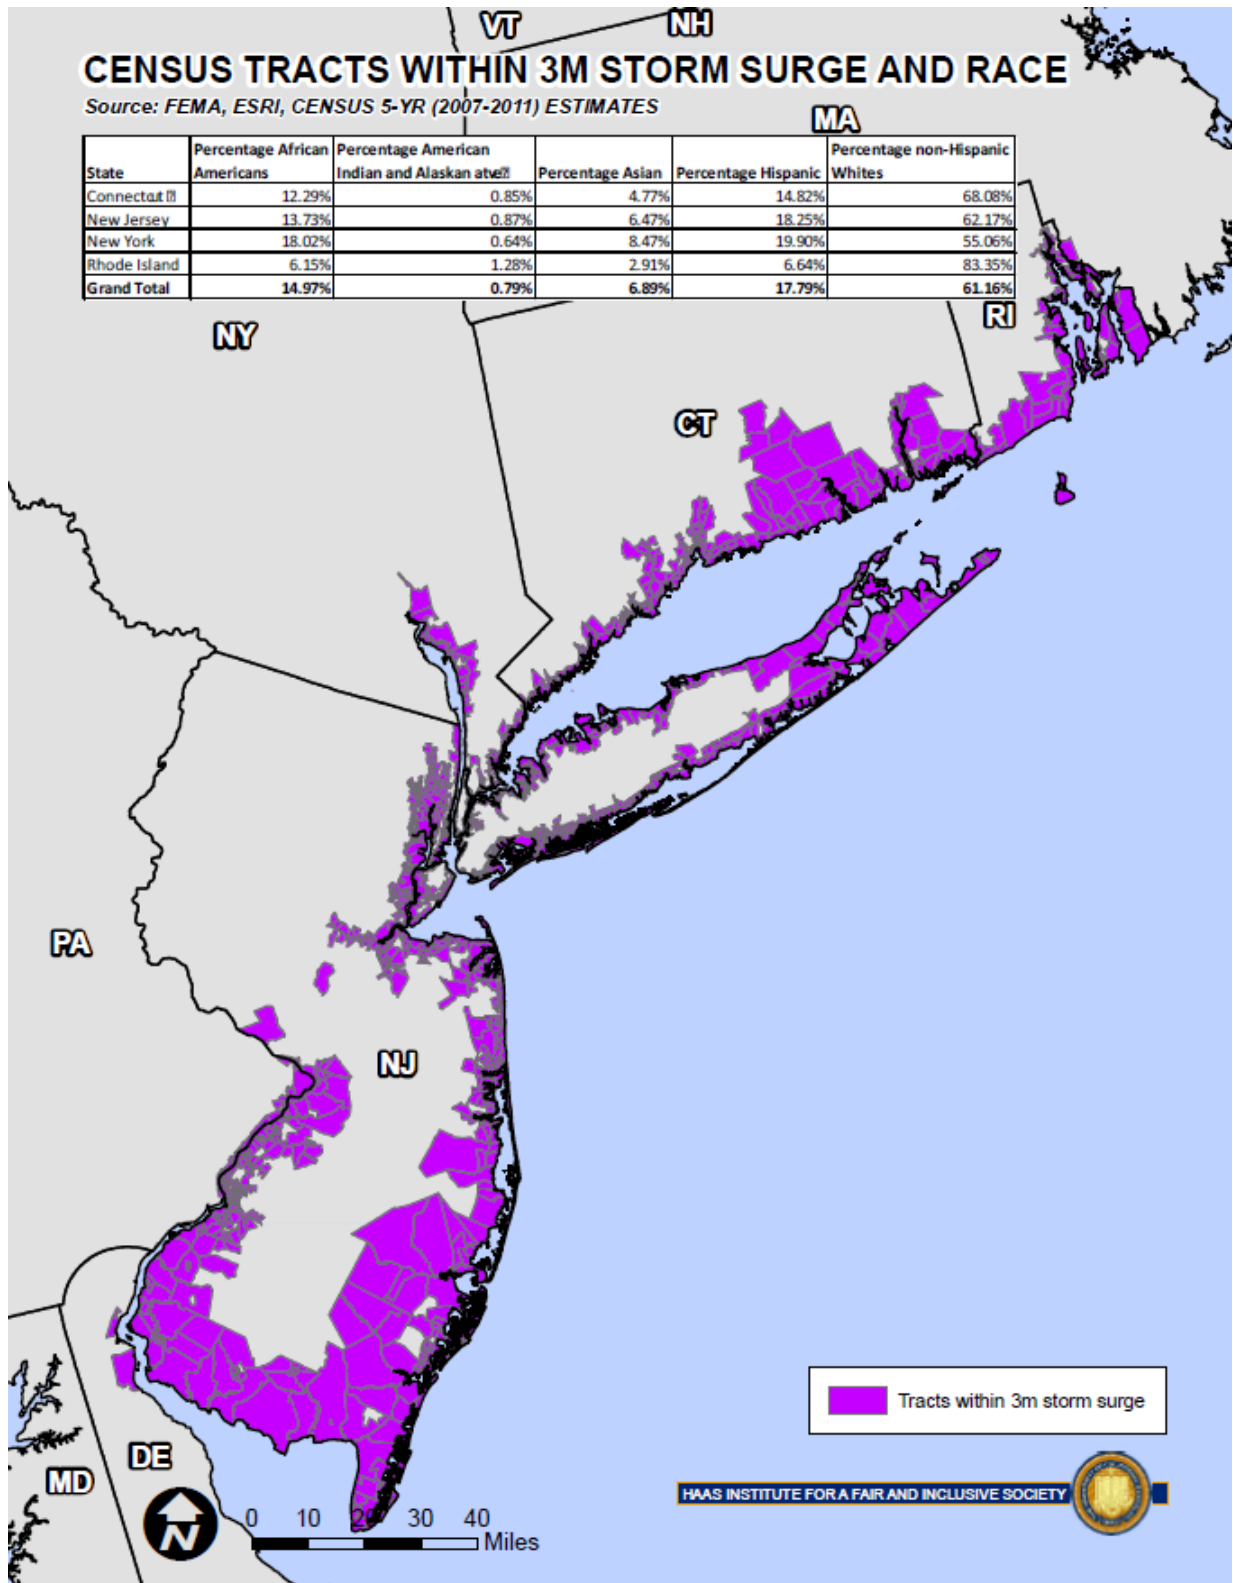 VT
NH
CENSUS TRACTS WITHIN 3M STORM SURGE AND RACE
Source: FEMA, ESRI, CENSUS 5-YR (2007-2011) ESTIMATES
MA
State Percentage African Americans Percentage American Indian and Alaskan atve Percentage Asian Percentage Hispanic Percentage non-Hispanic Whites
Connectcut 12.29% 0.85% 4.77% 14.82% 68.08%
New Jersey 13.73% 0.87% 6.47% 18.25% 62.17%
New York 18.02% 0.64% 8.47% 19.90% 55.06%
Rhode Island 6.15% 1.28% 2.91% 6.64% 83.35%
Grand Total 14.97% 0.79% 6.89% 17.79% 61.16%
RI
NY
CT
PA
NJ
Tracts within 3m storm surge
DE
MD
HAAS INSTITUTE FOR A FAIR AND INCLUSIVE SOCIETY
N
0 10 20 30 40
Miles